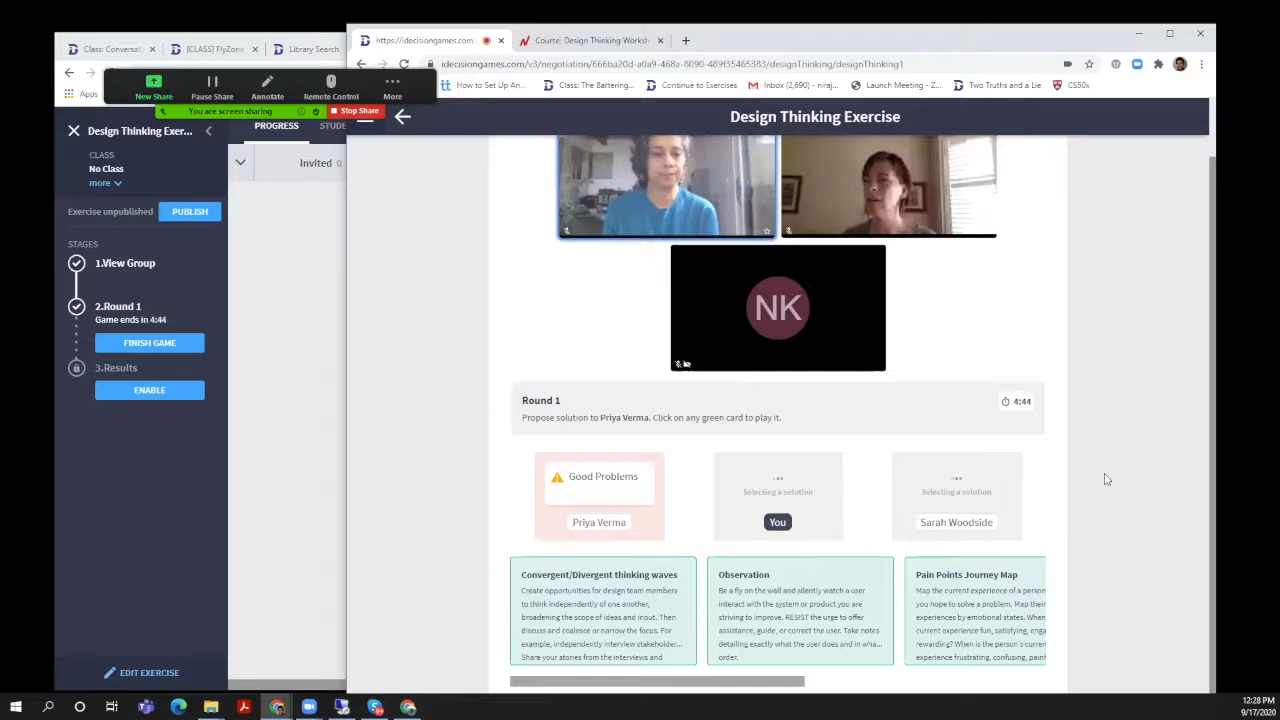 Class: Conversat
[CLASS] FlyZone
Library Search
https://idecisiongames.com
Course: Design Thinking Worksh
idecisiongames.com/v3/negotiation/666ba20d-a0a9-468a-8090-489f35465383/designThinking/designThinking1
Apps
How to Set Up An...
Class: The Bartering...
Continue to Exercises
Inbox (2,690) - niraj...
Launch Meeting - Z...
Two Truths and a Lie
CS50x
New Share
Pause Share
Annotate
Remote Control
More
You are screen sharing
Stop Share
Design Thinking Exer...
CLASS
No Class
more
Exercise unpublished
PUBLISH
STAGES
1.View Group
2.Round 1
Game ends in 4:44
FINISH GAME
3.Results
ENABLE
EDIT EXERCISE
PROGRESS
STUDE
Invited 0
Design Thinking Exercise
NK
Round 1
4:44
Propose solution to Priya Verma. Click on any green card to play it.
Good Problems
Priya Verma
Selecting a solution
You
Selecting a solution
Sarah Woodside
Convergent/Divergent thinking waves
Create opportunities for design team members
to think independently of one another,
broadening the scope of ideas and input. Then
discuss and coalesce or narrow the focus. For
example, independently interview stakeholder...
Share your stories from the interviews and
Observation
Be a fly on the wall and silently watch a user
interact with the system or product you are
striving to improve. RESIST the urge to offer
assistance, guide, or correct the user. Take notes
detailing exactly what the user does and in wha...
order.
Pain Points Journey Map
Map the current experience of a person
you hope to solve a problem. Map their
experiences by emotional states. When
current experience fun, satisfying, enga
rewarding? When is the person's curren
experience frustrating, confusing, painf
12:28 PM
9/17/2020